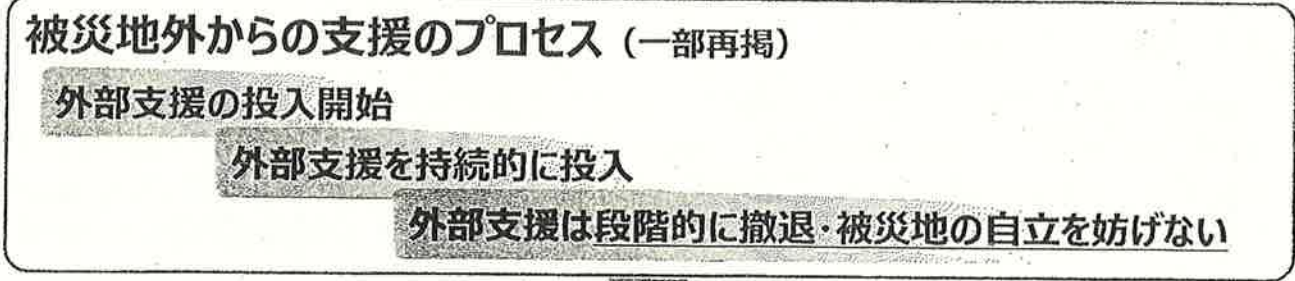 被災地外からの支援のプロセス（一部再掲）
外部支援の投入開始
外部支援を持続的に投入
外部支援は段階的に撤退・被災地の自立を妨げない